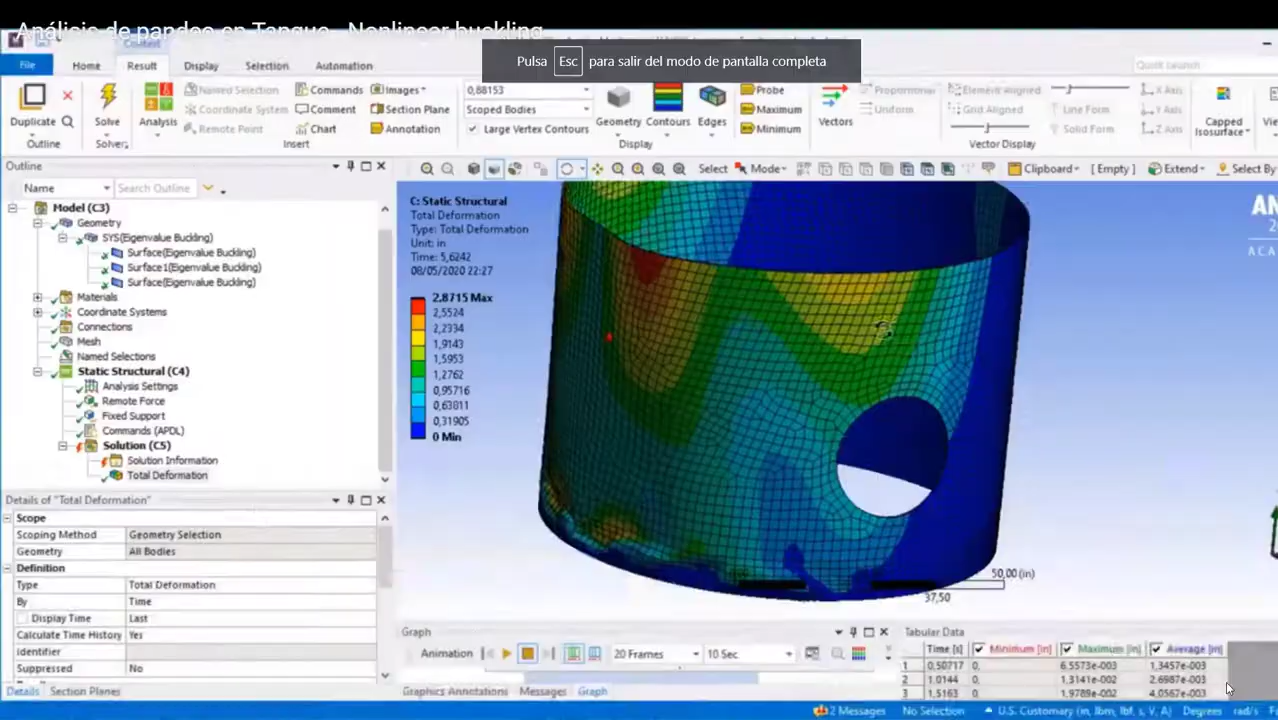 Análisis de pandeo en Tanque - Nonlinear buckling
Context
Pulsa Esc para salir del modo de pantalla completa
File Home Result Display Selection Automation
Quick Launch
Duplicate
Outline
Solve
Solver
Analysis
Named Selection
Coordinate System
Remote Point
Commands
Comment
Chart
Images
Section Plane
Annotation
Insert
0,88153
Scoped Bodies
Large Vertex Contours
Geometry Contours Edges
Probe
Maximum
Minimum
Display
Vectors
Proportional
Uniform
Element Aligned
Grid Aligned
Line Form
Solid Form
X Axis
Y Axis
Z Axis
Vector Display
Capped
Isosurface
Outline
Name Search Outline
Select Mode Clipboard [ Empty ] Extend Select By
Model (C3)
Geometry
SYS(Eigenvalue Buckling)
Surface(Eigenvalue Buckling)
Surface1(Eigenvalue Buckling)
Surface(Eigenvalue Buckling)
Materials
Coordinate Systems
Connections
Mesh
Named Selections
Static Structural (C4)
Analysis Settings
Remote Force
Fixed Support
Commands (APDL)
Solution (C5)
Solution Information
Total Deformation
Details of "Total Deformation"
Scope
Scoping Method Geometry Selection
Geometry All Bodies
Definition
Type Total Deformation
By Time
Display Time Last
Calculate Time History Yes
Identifier
Suppressed No
Details Section Planes
C: Static Structural
Total Deformation
Type: Total Deformation
Unit: in
Time: 5,6242
08/05/2020 22:27
2.8715 Max
2,5524
2,2334
1,9143
1,5953
1,2762
0,95716
0,63811
0,31905
0 Min
AN
ACA
50,00 (in)
37,50
Graph
Animation 20 Frames 10 Sec
Graphics Annotations Messages Graph
Tabular Data
Time [s] Minimum [in] Maximum [in] Average [in]
1 0,50717 0, 6,5573e-003 1,3457e-003
2 1,0144 0, 1,3141e-002 2,6987e-003
3 1,5163 0, 1,9789e-002 4,0567e-003
2 Messages No Selection U.S. Customary (in, lbm, lbf, s, V, A) Degrees rad/s